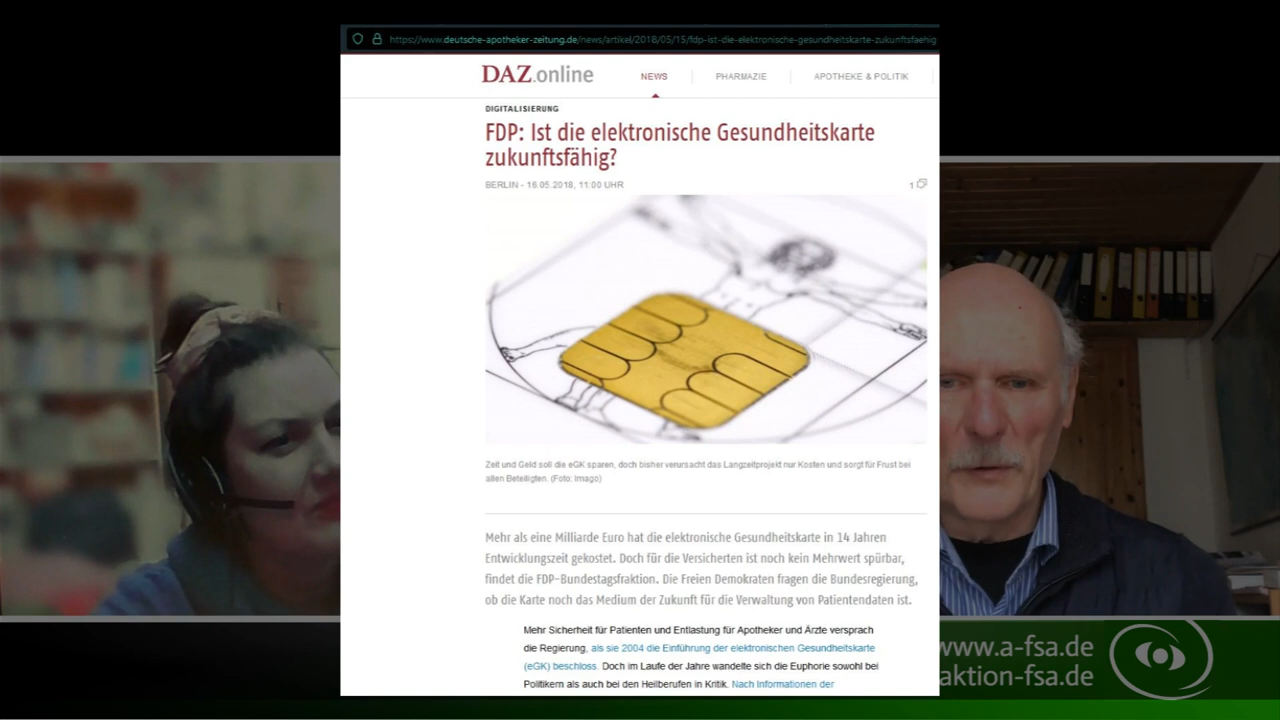 https://www.deutsche-apotheker-zeitung.de/news/artikel/2018/05/15/fdp-ist-die-elektronische-gesundheitskarte-zukunftsfaehig
DAZ.online
NEWS
PHARMAZIE
APOTHEKE & POLITIK
DIGITALISIERUNG
FDP: Ist die elektronische Gesundheitskarte
zukunftsfähig?
BERLIN - 16.05.2018, 11:00 UHR
1
Zeit und Geld soll die eGK sparen, doch bisher verursacht das Langzeitprojekt nur Kosten und sorgt für Frust bei
allen Beteiligten. (Foto: Imago)
Mehr als eine Milliarde Euro hat die elektronische Gesundheitskarte in 14 Jahren
Entwicklungszeit gekostet. Doch für die Versicherten ist noch kein Mehrwert spürbar,
findet die FDP-Bundestagsfraktion. Die Freien Demokraten fragen die Bundesregierung,
ob die Karte noch das Medium der Zukunft für die Verwaltung von Patientendaten ist.
Mehr Sicherheit für Patienten und Entlastung für Apotheker und Ärzte versprach
die Regierung, als sie 2004 die Einführung der elektronischen Gesundheitskarte
(eGK) beschloss. Doch im Laufe der Jahre wandelte sich die Euphorie sowohl bei
Politikern als auch bei den Heilberufen in Kritik. Nach Informationen der
www.a-fsa.de
aktion-fsa.de